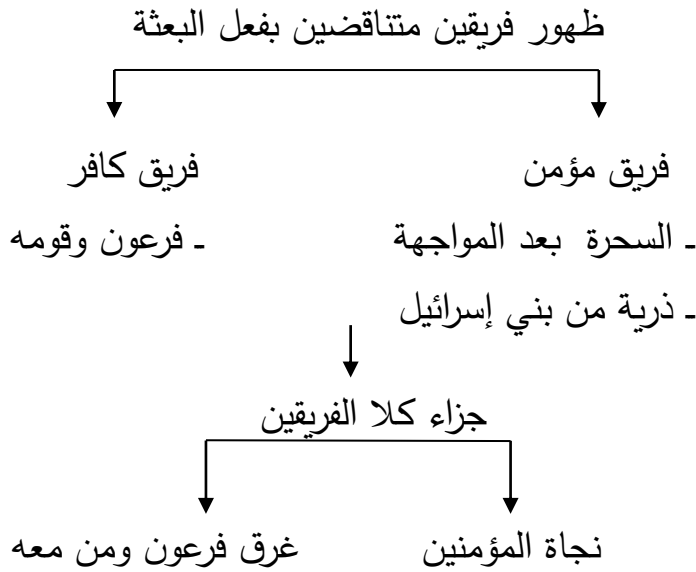 ظهور فريقين متناقضين بفعل البعثة
فريق مؤمن
فريق كافر
ـ السحرة بعد المواجهة
ـ فرعون وقومه
ـ ذرية من بني إسرائيل
جزاء كلا الفريقين
نجاة المؤمنين
غرق فرعون ومن معه